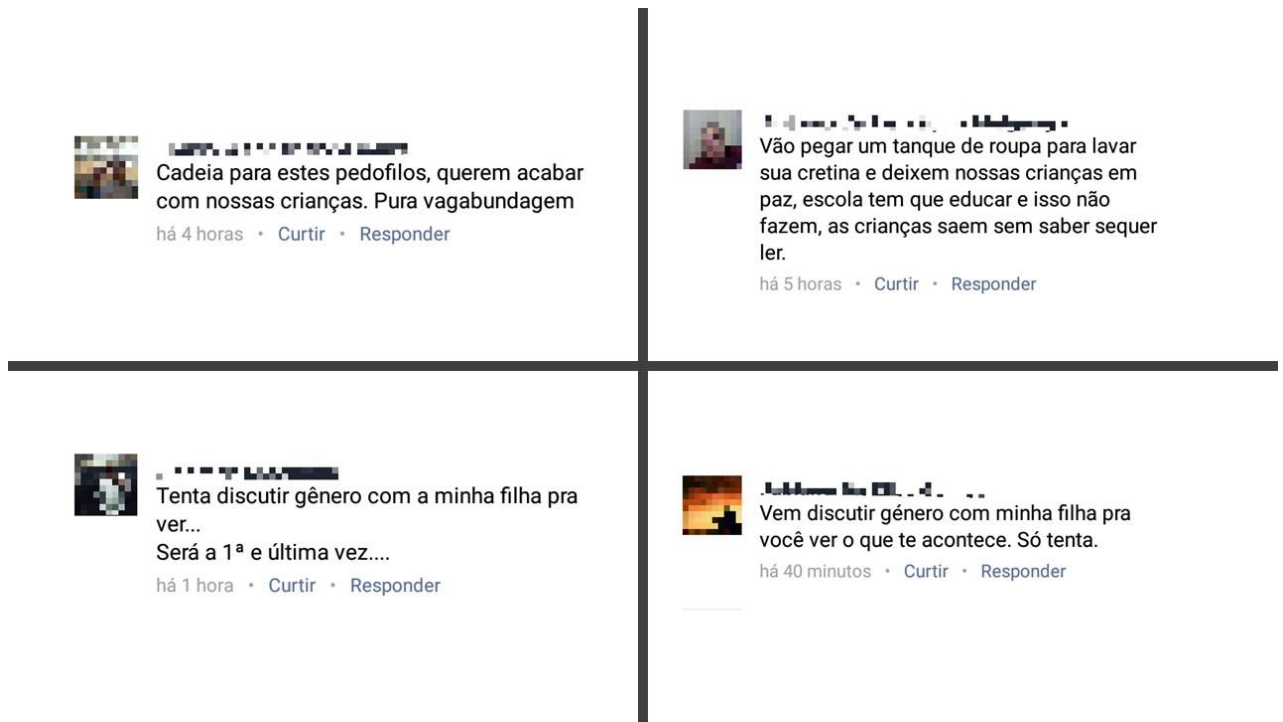 Cadeia para estes pedofilos, querem acabar
com nossas crianças. Pura vagabundagem
há 4 horas • Curtir • Responder
Vão pegar um tanque de roupa para lavar
sua cretina e deixem nossas crianças em
paz, escola tem que educar e isso não
fazem, as crianças saem sem saber sequer
ler.
há 5 horas • Curtir • Responder
Tenta discutir gênero com a minha filha pra
ver...
Será a 1ª e última vez....
há 1 hora • Curtir • Responder
Vem discutir género com minha filha pra
você ver o que te acontece. Só tenta.
há 40 minutos • Curtir • Responder